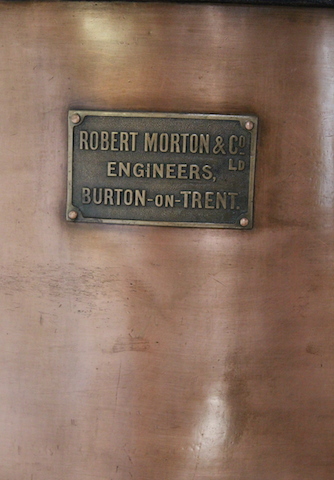 ROBERT MORTON & CO LD
ENGINEERS,
BURTON-ON-TRENT.